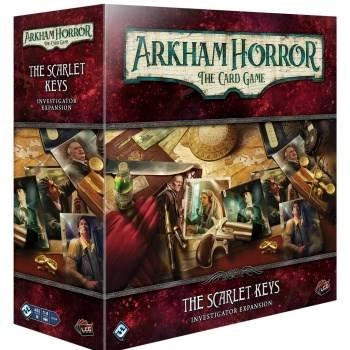 ARKHAM HORROR
THE CARD GAME
THE SCARLET
KEYS
INVESTIGATOR
EXPANSION
ARKHAM HORROR
THE CARD GAME
THE SCARLET KEYS
INVESTIGATOR EXPANSION